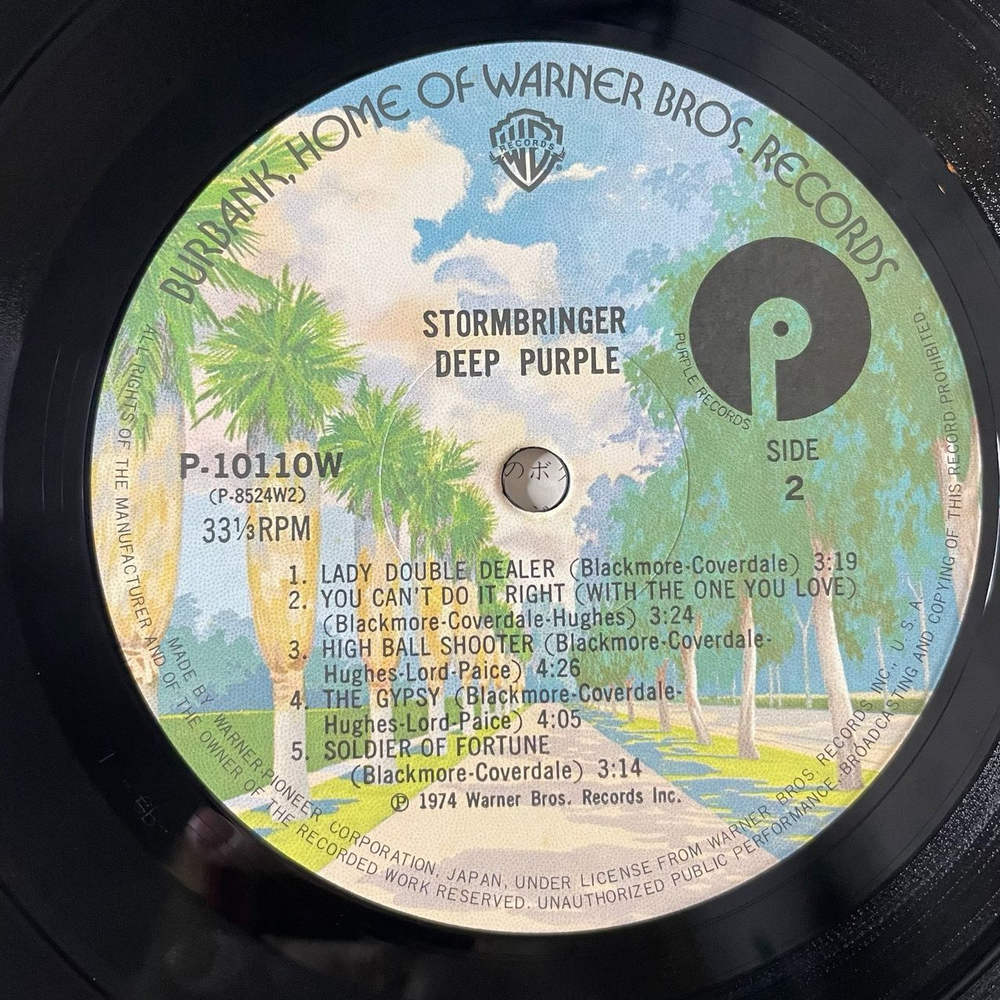 BURBANK, HOME OF WARNER BROS. RECORDS
RECORDS
STORMBRINGER
DEEP PURPLE
PURPLE RECORDS
SIDE
2
P-10110W
(P-8524W2)
33⅓RPM
のボ
1. LADY DOUBLE DEALER (Blackmore-Coverdale) 3:19
2. YOU CAN'T DO IT RIGHT (WITH THE ONE YOU LOVE)
(Blackmore-Coverdale-Hughes) 3:24
3. HIGH BALL SHOOTER (Blackmore-Coverdale-
Hughes-Lord-Paice) 4:26
4. THE GYPSY (Blackmore-Coverdale-
Hughes-Lord-Paice) 4:05
5. SOLDIER OF FORTUNE
(Blackmore-Coverdale) 3:14
℗ 1974 Warner Bros. Records Inc.
MADE BY WARNER-PIONEER CORPORATION, JAPAN, UNDER LICENSE FROM WARNER BROS. RECORDS INC., U.S.A.
ALL RIGHTS OF THE MANUFACTURER AND OF THE OWNER OF THE RECORDED WORK RESERVED. UNAUTHORIZED PUBLIC PERFORMANCE, BROADCASTING AND COPYING OF THIS RECORD PROHIBITED